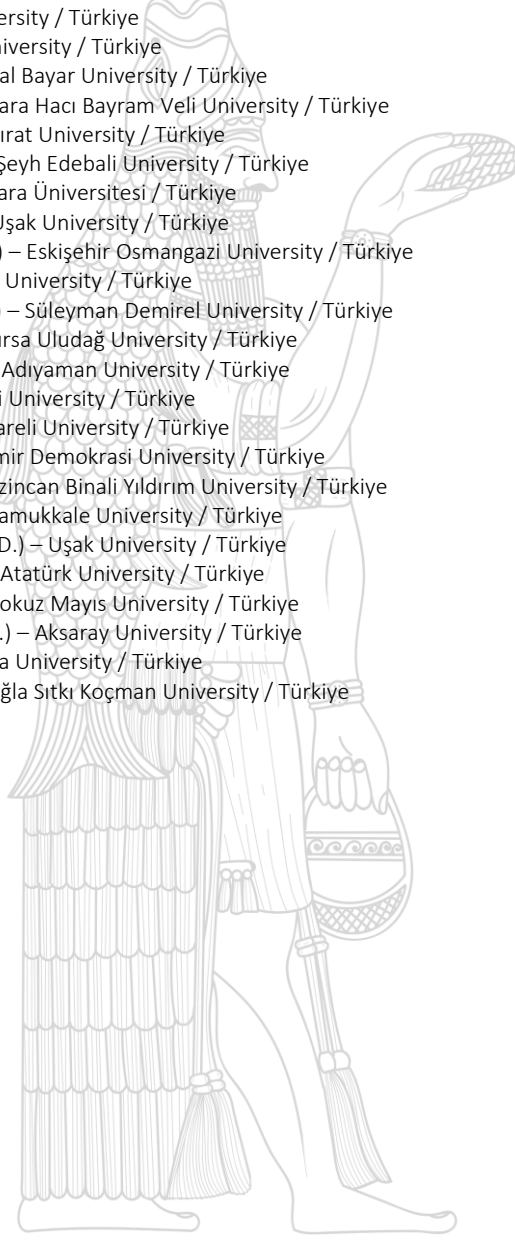 ersity / Türkiye
niversity / Türkiye
al Bayar University / Türkiye
ara Hacı Bayram Veli University / Türkiye
ırat University / Türkiye
Şeyh Edebali University / Türkiye
ara Üniversitesi / Türkiye
Uşak University / Türkiye
) – Eskişehir Osmangazi University / Türkiye
University / Türkiye
) – Süleyman Demirel University / Türkiye
ursa Uludağ University / Türkiye
Adıyaman University / Türkiye
i University / Türkiye
areli University / Türkiye
mir Demokrasi University / Türkiye
zincan Binali Yıldırım University / Türkiye
amukkale University / Türkiye
D.) – Uşak University / Türkiye
Atatürk University / Türkiye
okuz Mayıs University / Türkiye
.) – Aksaray University / Türkiye
a University / Türkiye
ğla Sıtkı Koçman University / Türkiye